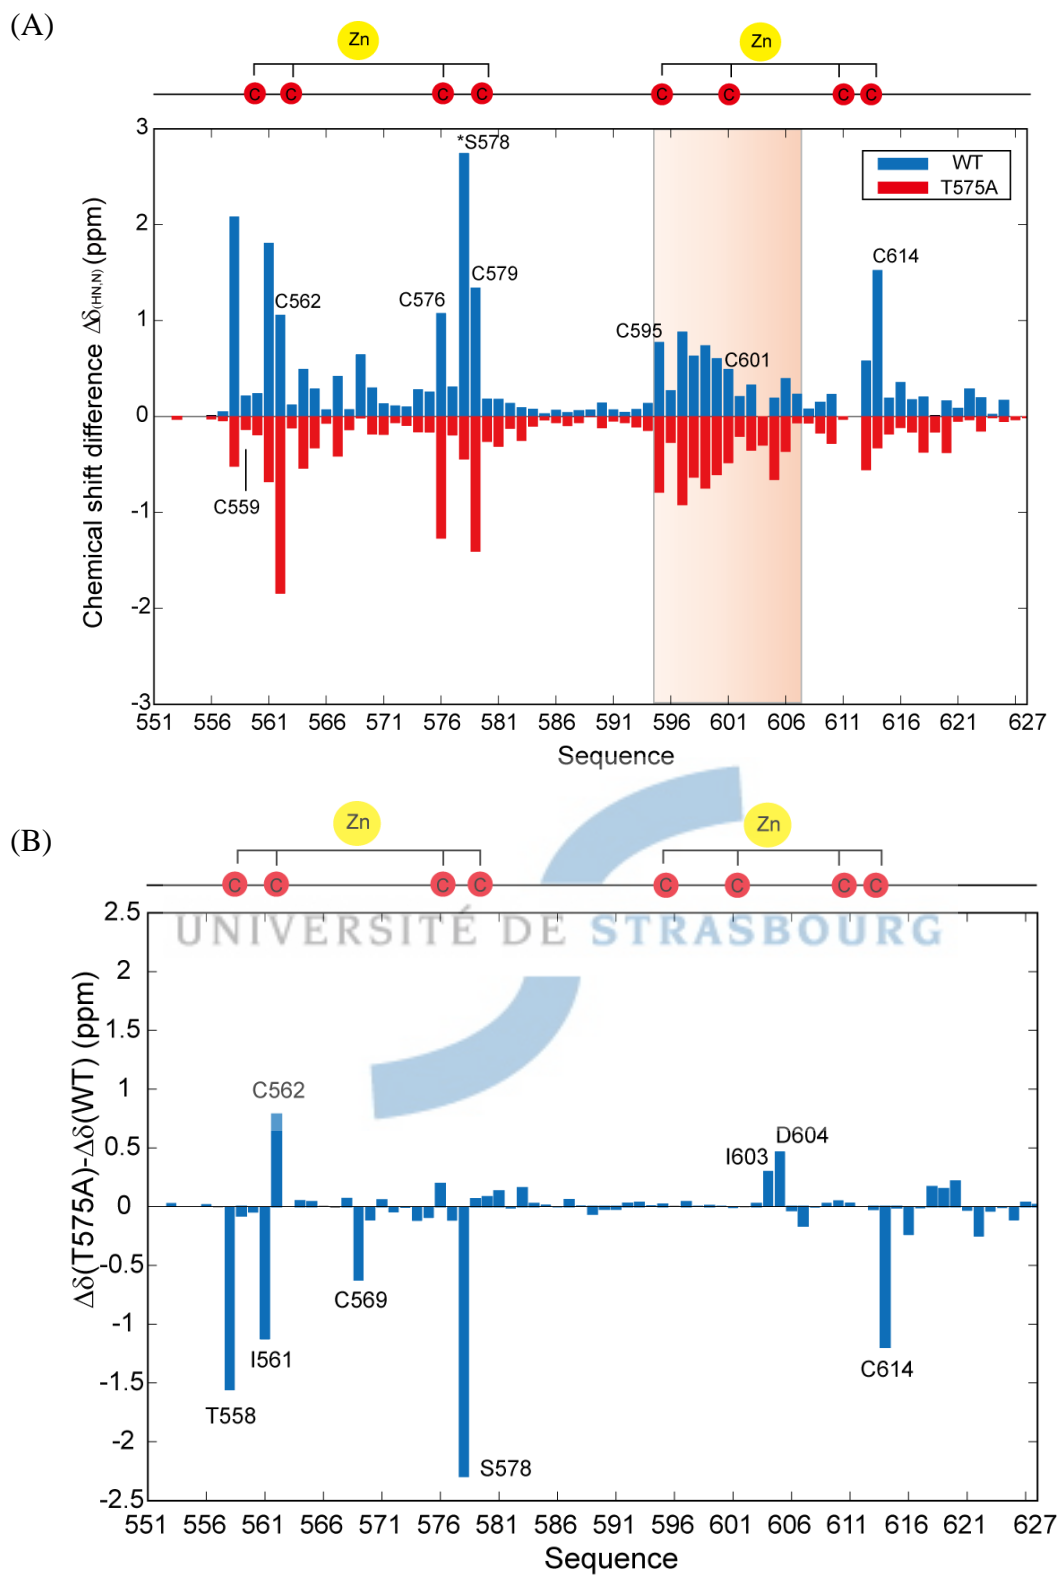 (A)
Zn Zn
C C C C C C C C
3
2
1
0
-1
-2
-3
Chemical shift difference Δδ(HN,N) (ppm)
*S578
WT
T575A
C614
C579
C576
C562
C595
C601
C559
551 556 561 566 571 576 581 586 591 596 601 606 611 616 621 627
Sequence
(B)
Zn Zn
C C C C C C C C
UNIVERSITÉ DE STRASBOURG
2.5
2
1.5
1
0.5
0
-0.5
-1
-1.5
-2
-2.5
Δδ(T575A)-Δδ(WT) (ppm)
C562
D604
I603
C569
I561
C614
T558
S578
551 556 561 566 571 576 581 586 591 596 601 606 611 616 621 627
Sequence